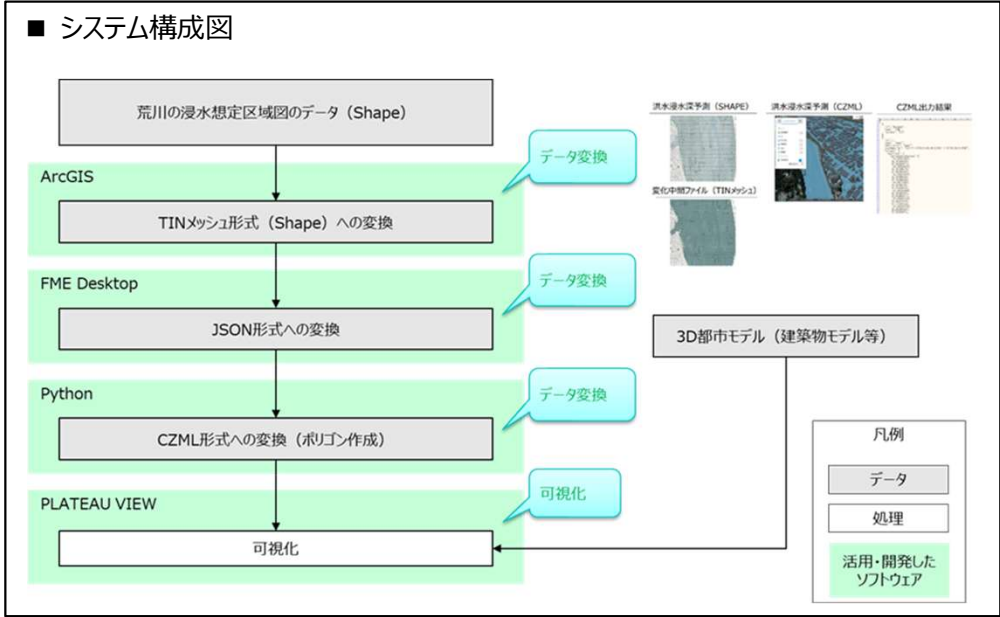 ■ システム構成図
荒川の浸水想定区域図のデータ（Shape）
データ変換
ArcGIS
TINメッシュ形式（Shape）への変換
FME Desktop
データ変換
JSON形式への変換
Python
データ変換
CZML形式への変換（ポリゴン作成）
PLATEAU VIEW
可視化
可視化
洪水浸水深予測（SHAPE）
洪水浸水深予測（CZML）
CZML出力結果
変化中間ファイル（TINメッシュ）
3D都市モデル（建築物モデル等）
凡例
データ
処理
活用・開発した
ソフトウェア